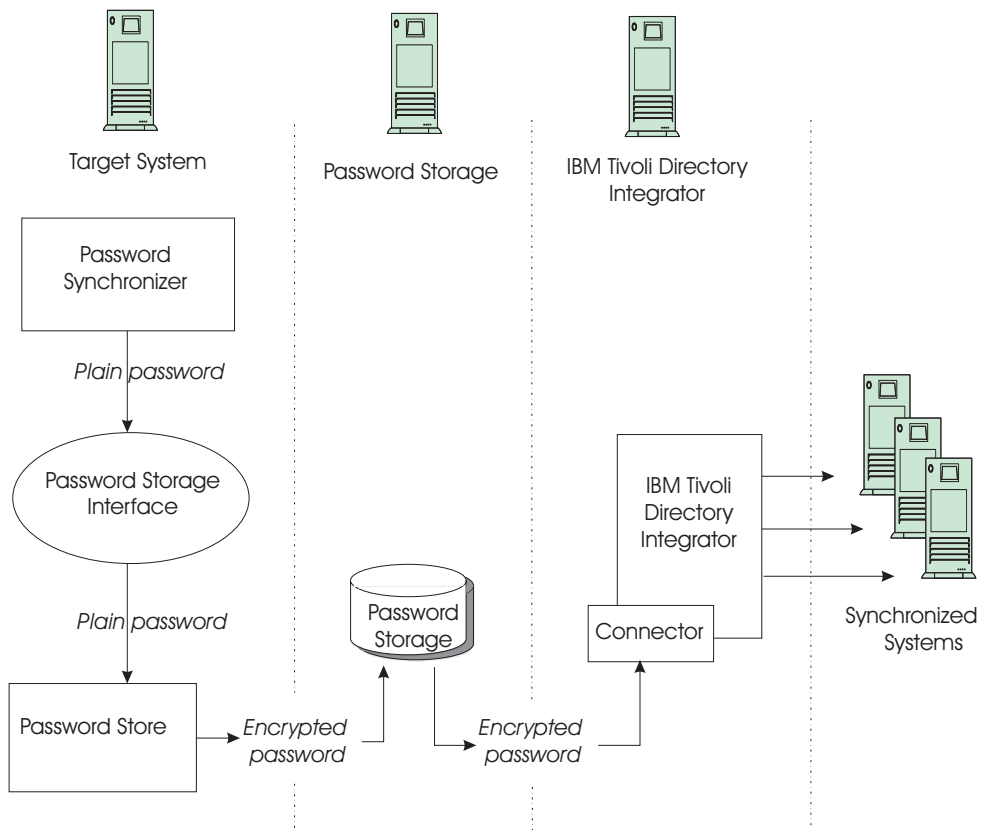 Target System
Password Storage
IBM Tivoli Directory
Integrator
Password
Synchronizer
Plain password
Password Storage
Interface
Plain password
Password Store
Encrypted
password
Password
Storage
Encrypted
password
IBM Tivoli
Directory
Integrator
Connector
Synchronized
Systems